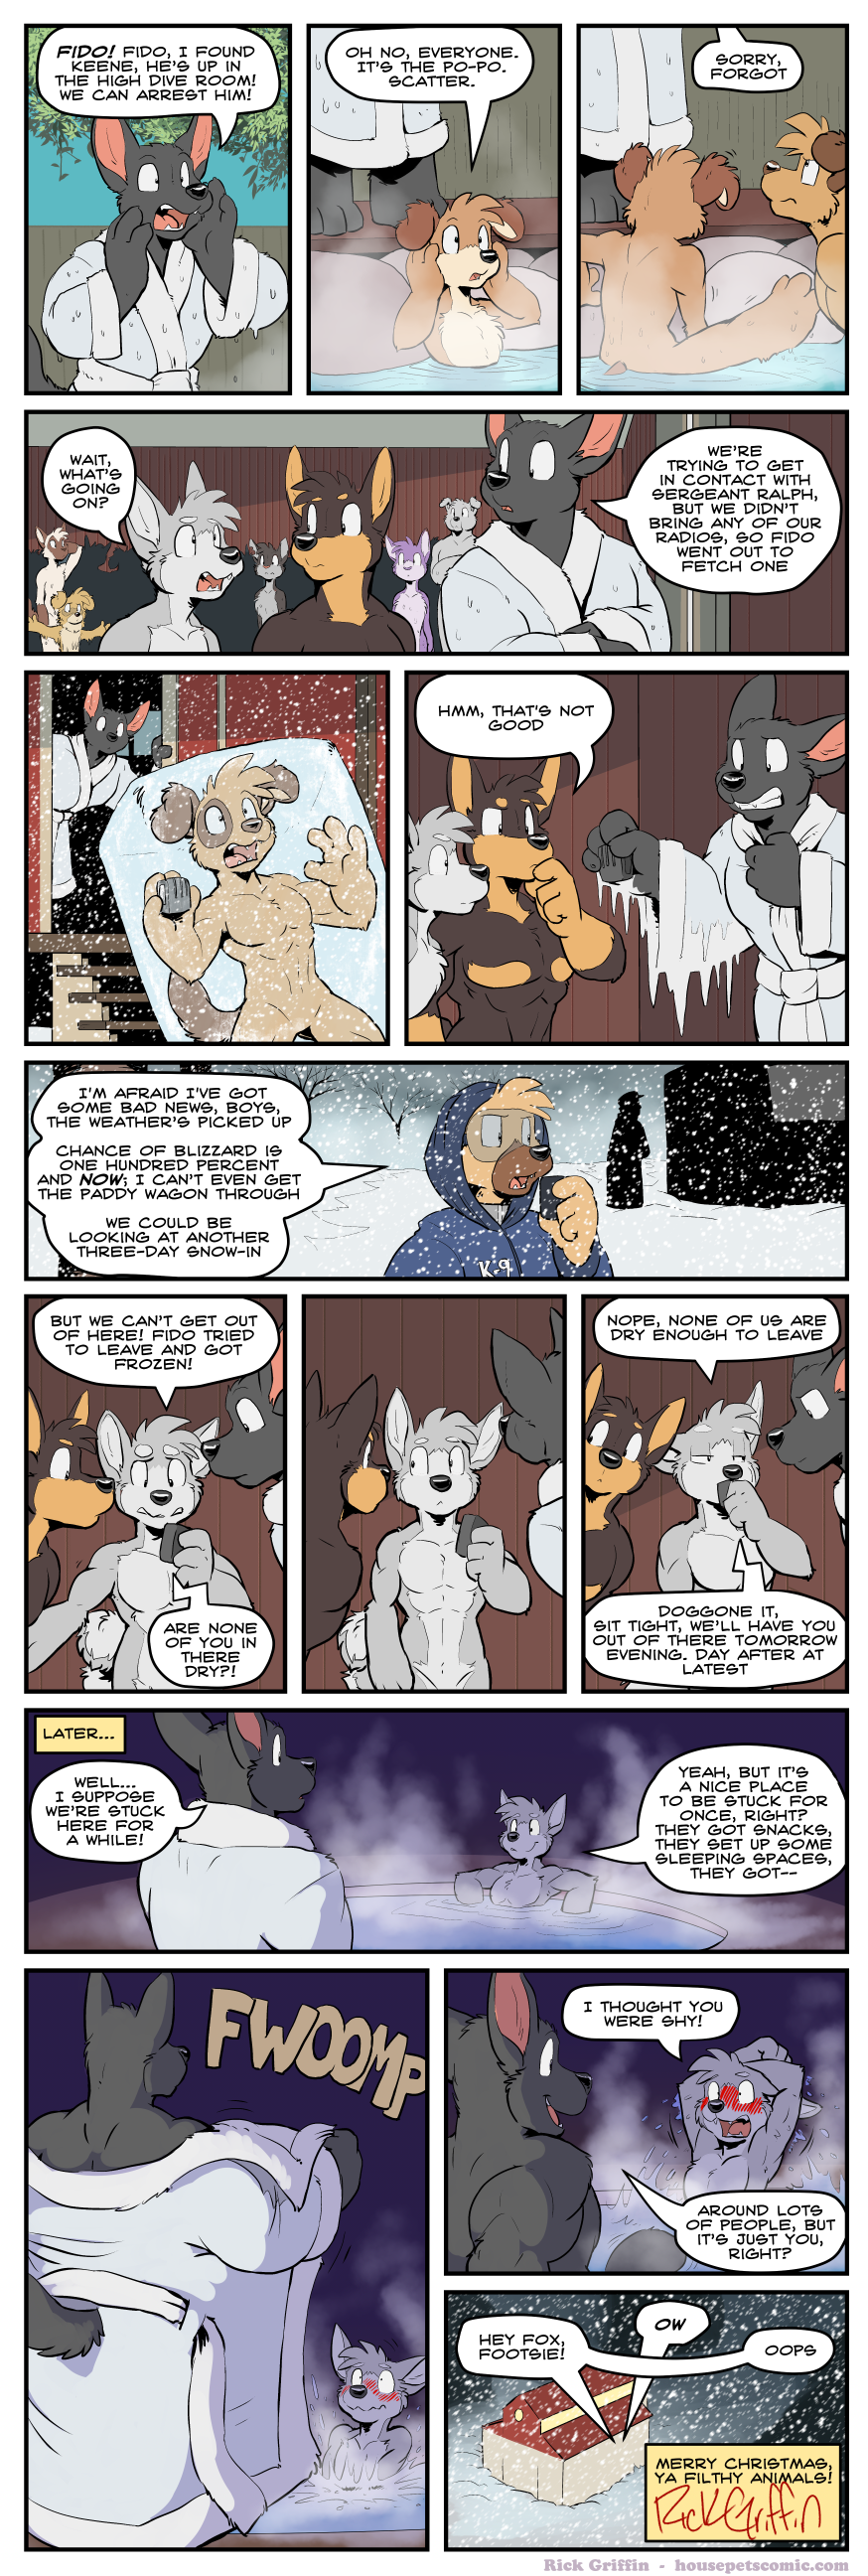 FIDO! FIDO, I FOUND
KEENE, HE'S UP IN
THE HIGH DIVE ROOM!
WE CAN ARREST HIM!
OH NO, EVERYONE.
IT'S THE PO-PO.
SCATTER.
SORRY,
FORGOT
WAIT,
WHAT'S
GOING
ON?
WE'RE
TRYING TO GET
IN CONTACT WITH
SERGEANT RALPH,
BUT WE DIDN'T
BRING ANY OF OUR
RADIOS, SO FIDO
WENT OUT TO
FETCH ONE
HMM, THAT'S NOT
GOOD
I'M AFRAID I'VE GOT
SOME BAD NEWS, BOYS,
THE WEATHER'S PICKED UP
CHANCE OF BLIZZARD IS
ONE HUNDRED PERCENT
AND NOW; I CAN'T EVEN GET
THE PADDY WAGON THROUGH
WE COULD BE
LOOKING AT ANOTHER
THREE-DAY SNOW-IN
K-9
BUT WE CAN'T GET OUT
OF HERE! FIDO TRIED
TO LEAVE AND GOT
FROZEN!
ARE NONE
OF YOU IN
THERE
DRY?!
NOPE, NONE OF US ARE
DRY ENOUGH TO LEAVE
DOGGONE IT,
SIT TIGHT, WE'LL HAVE YOU
OUT OF THERE TOMORROW
EVENING. DAY AFTER AT
LATEST
LATER...
WELL...
I SUPPOSE
WE'RE STUCK
HERE FOR
A WHILE!
YEAH, BUT IT'S
A NICE PLACE
TO BE STUCK FOR
ONCE, RIGHT?
THEY GOT SNACKS,
THEY SET UP SOME
SLEEPING SPACES,
THEY GOT--
FWOOMP
I THOUGHT YOU
WERE SHY!
AROUND LOTS
OF PEOPLE, BUT
IT'S JUST YOU,
RIGHT?
HEY FOX,
FOOTSIE!
OW
OOPS
MERRY CHRISTMAS,
YA FILTHY ANIMALS!
Rick Griffin
Rick Griffin - housepetscomic.com